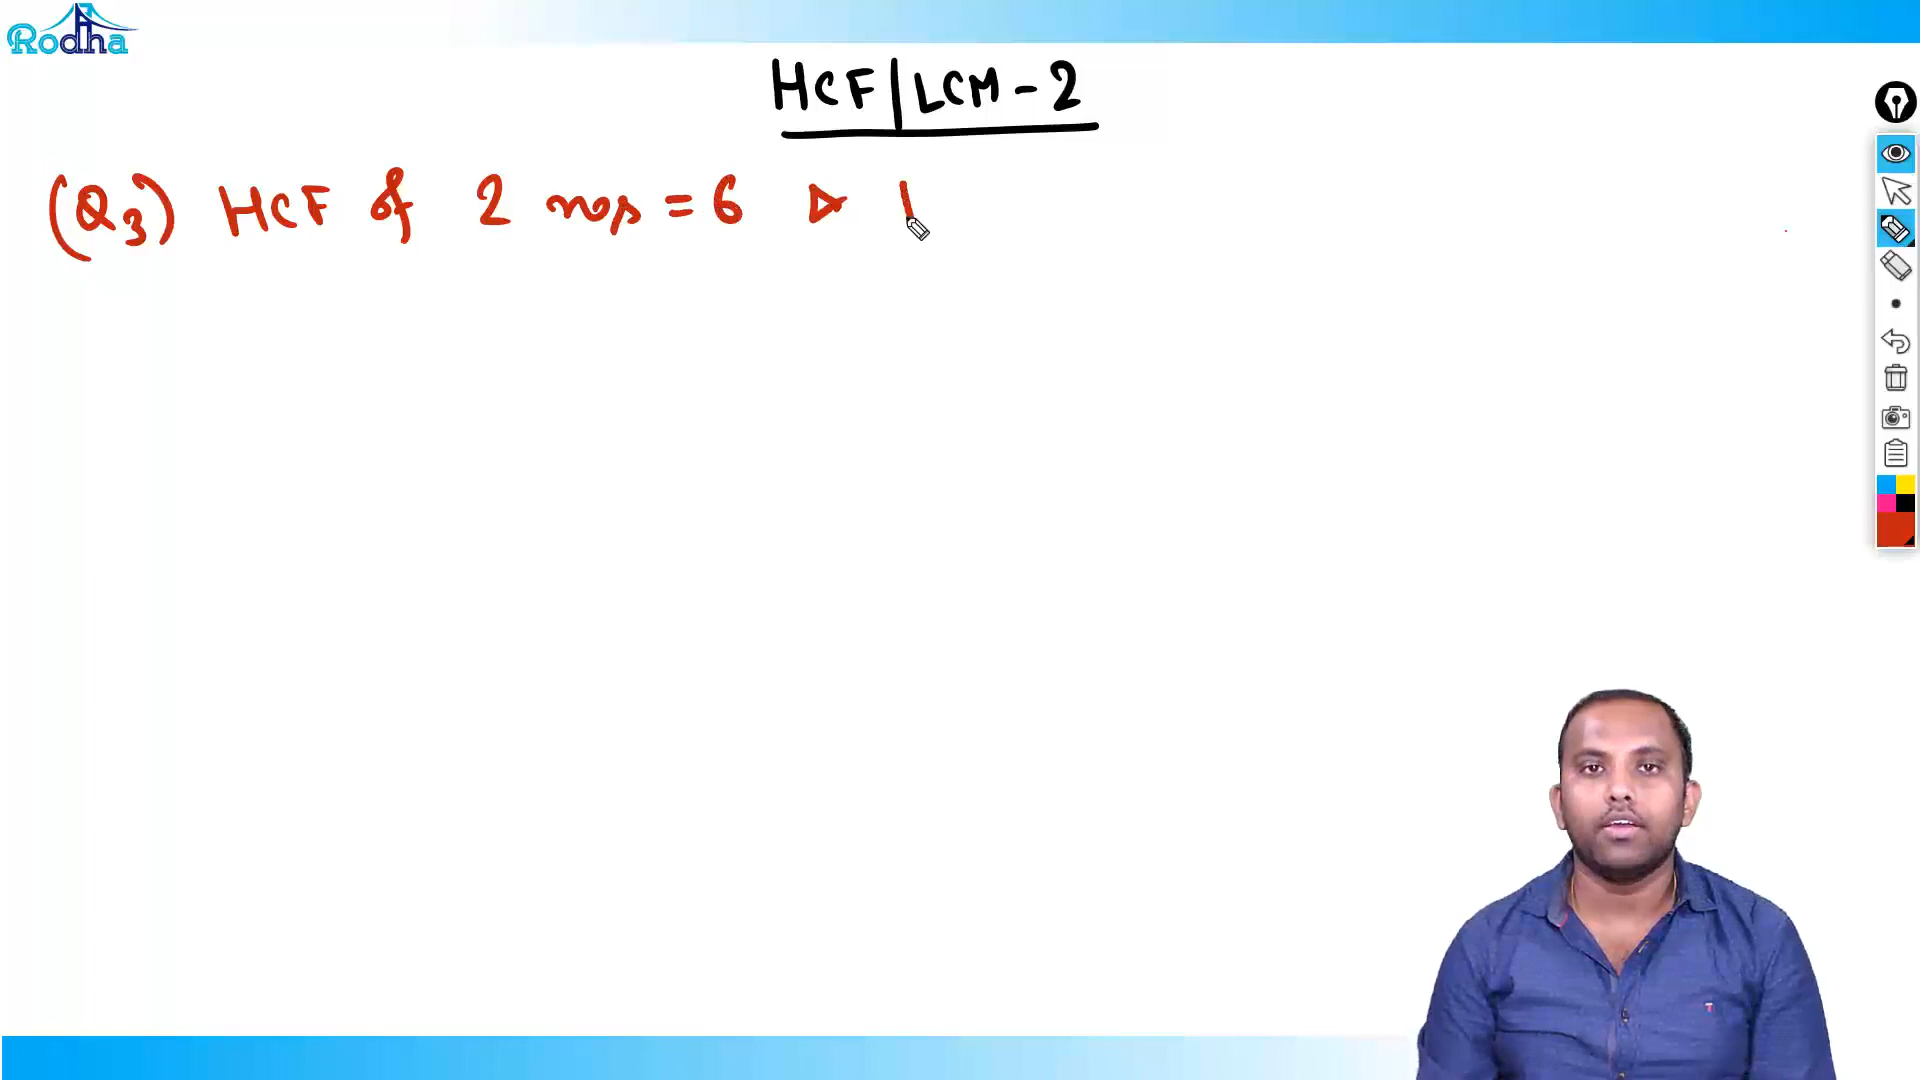 Rodha
HCF|LCM-2
(Q3) HCF of 2 nos = 6 &